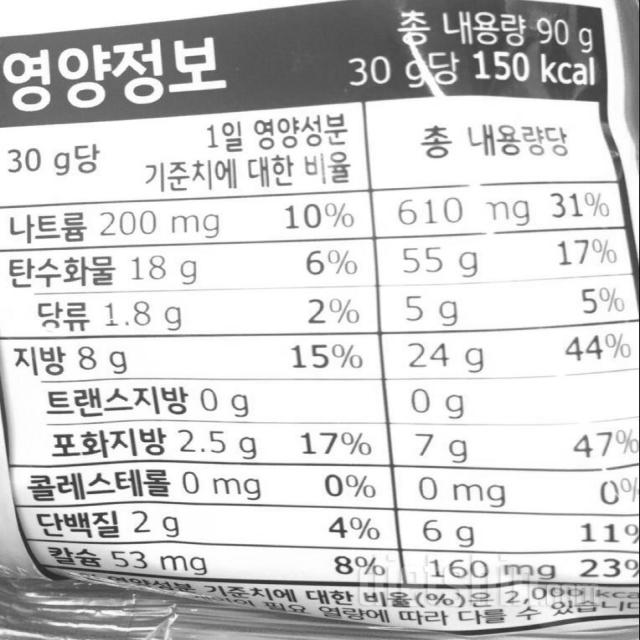 영양정보
총 내용량 90 g
30 g당 150 kcal
30 g당 1일 영양성분 기준치에 대한 비율 총 내용량당
나트륨 200 mg 10% 610 mg 31%
탄수화물 18 g 6% 55 g 17%
당류 1.8 g 2% 5 g 5%
지방 8 g 15% 24 g 44%
트랜스지방 0 g 0 g
포화지방 2.5 g 17% 7 g 47%
콜레스테롤 0 mg 0% 0 mg 0%
단백질 2 g 4% 6 g 11%
칼슘 53 mg 8% 160 mg 23%
영양성분 기준치에 대한 비율(%)은 2,000 kcal
필요 열량에 따라 다를 수 있습니다